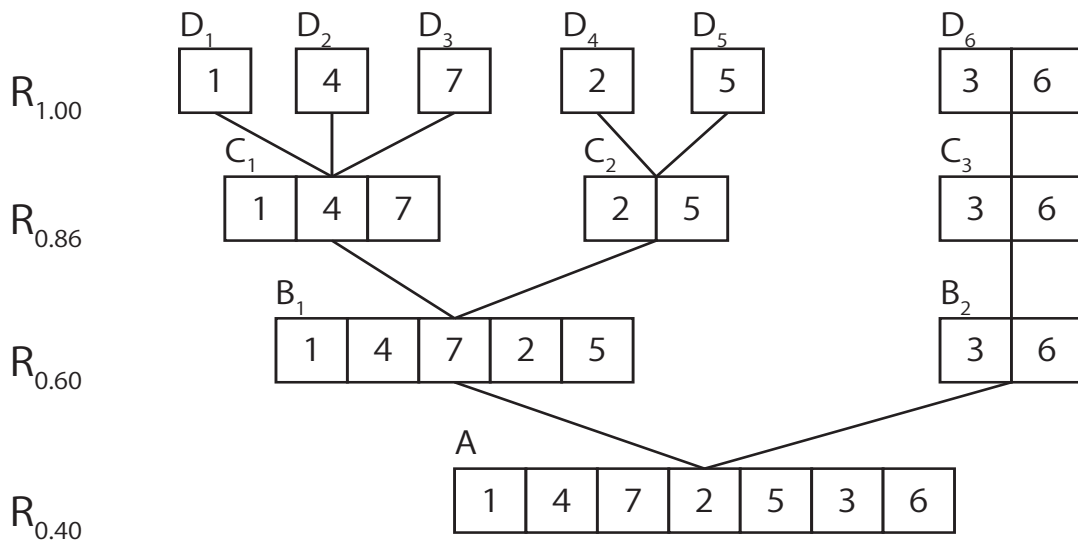 D₁ D₂ D₃ D₄ D₅ D₆
R₁.₀₀ 1 4 7 2 5 3 6
C₁ C₂ C₃
R₀.₈₆ 1 4 7 2 5 3 6
B₁ B₂
R₀.₆₀ 1 4 7 2 5 3 6
A
R₀.₄₀ 1 4 7 2 5 3 6